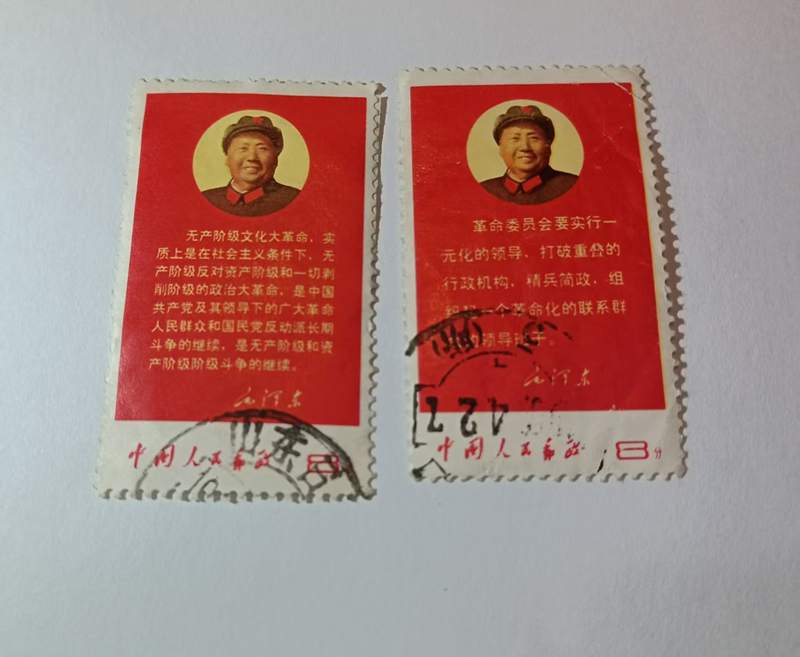 无产阶级文化大革命，实
质上是在社会主义条件下，无
产阶级反对资产阶级和一切剥
削阶级的政治大革命，是中国
共产党及其领导下的广大革命
人民群众和国民党反动派长期
斗争的继续，是无产阶级和资
产阶级阶级斗争的继续。
毛泽东
中国人民邮政 8
山东
革命委员会要实行一
元化的领导，打破重叠的
行政机构，精兵简政，组
一个革命化的联系群
的领导班子。
毛泽东
中国人民邮政 8分